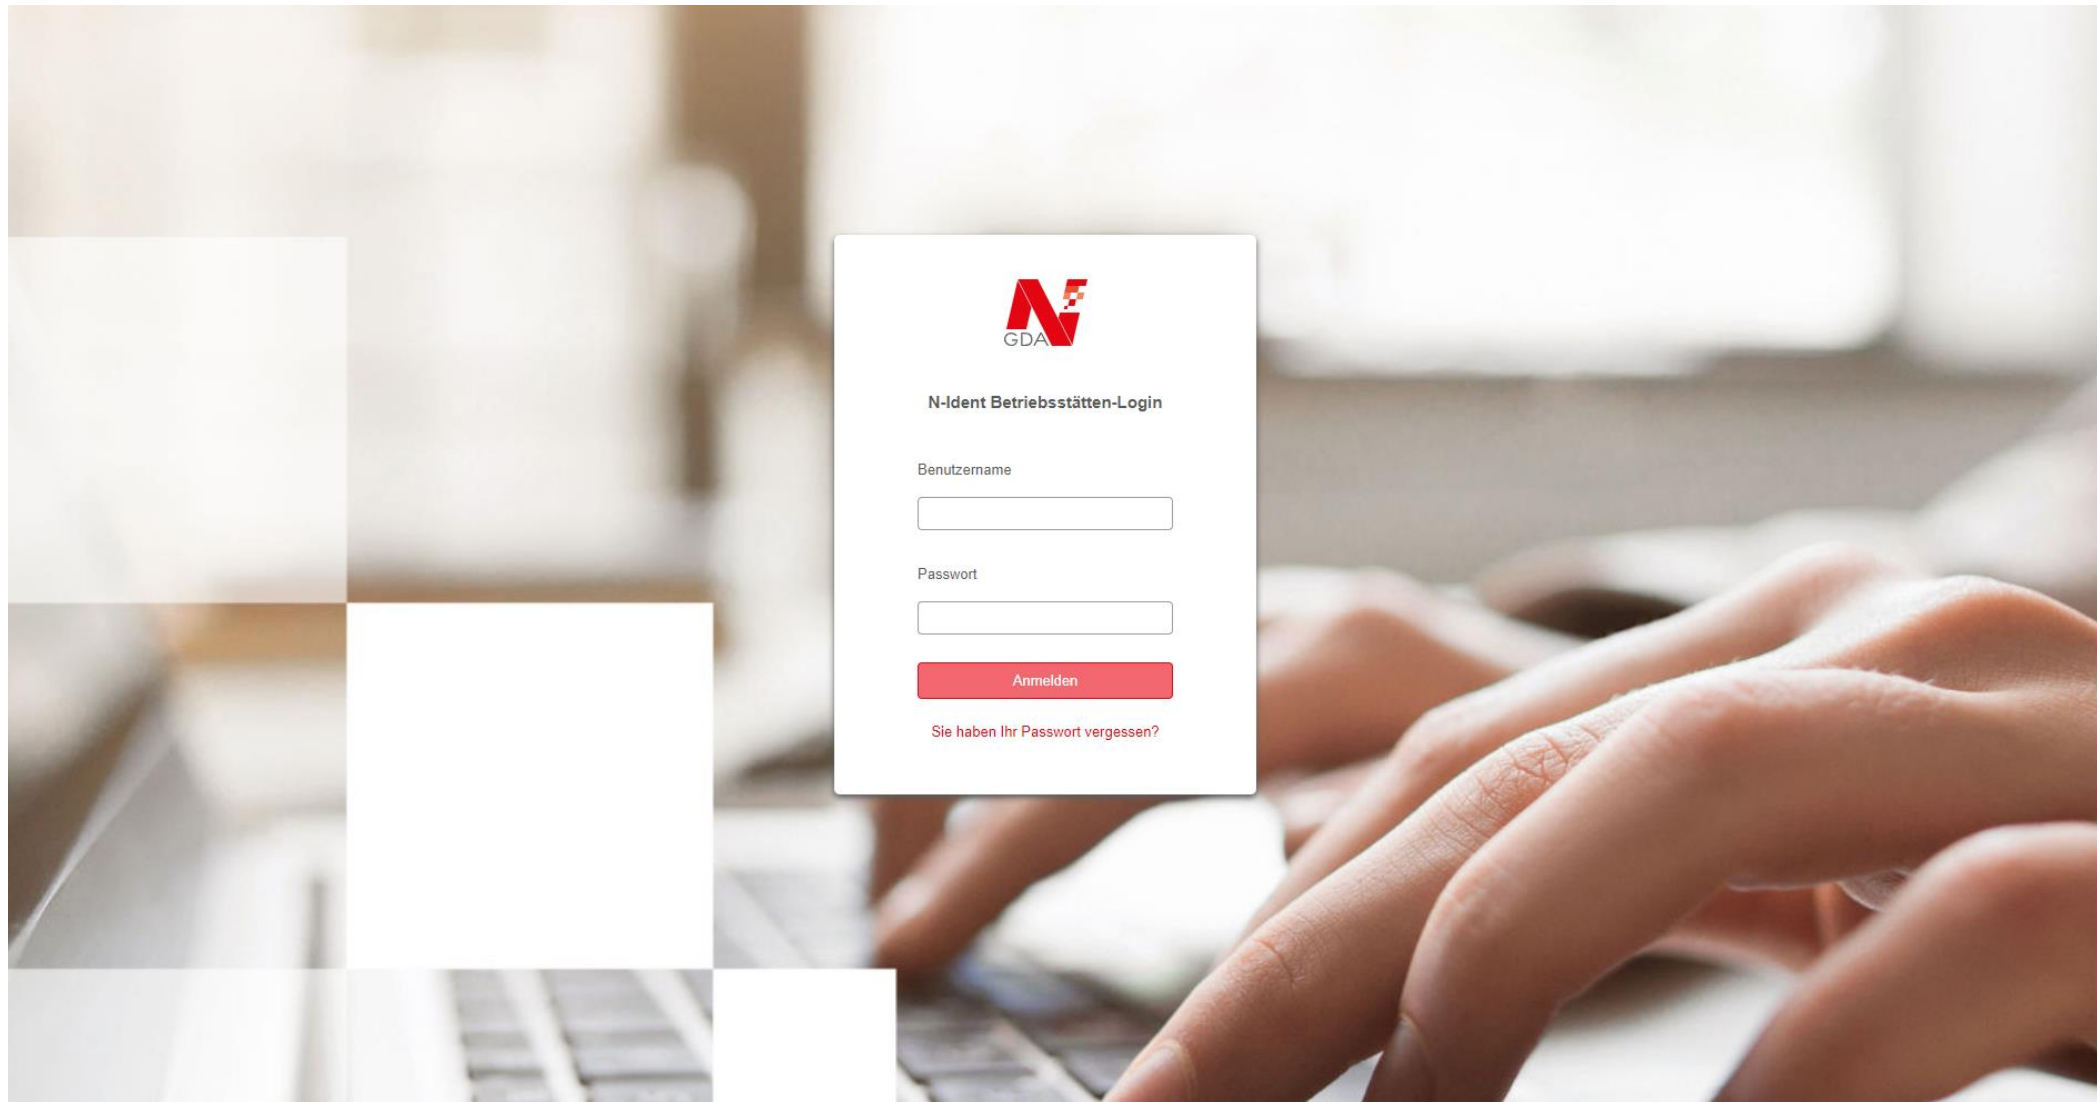 N
GDA
N-Ident Betriebsstätten-Login
Benutzername
Passwort
Anmelden
Sie haben Ihr Passwort vergessen?